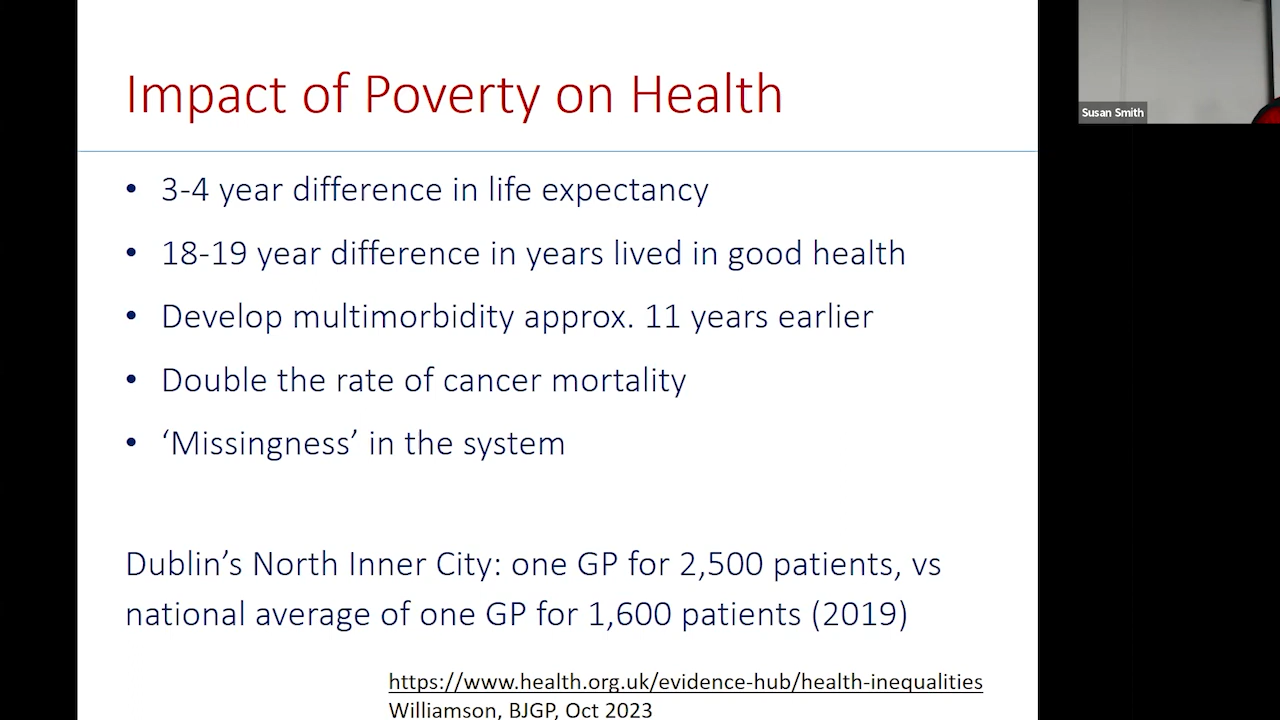 Impact of Poverty on Health
Susan Smith
• 3-4 year difference in life expectancy
• 18-19 year difference in years lived in good health
• Develop multimorbidity approx. 11 years earlier
• Double the rate of cancer mortality
• ‘Missingness’ in the system
Dublin’s North Inner City: one GP for 2,500 patients, vs
national average of one GP for 1,600 patients (2019)
https://www.health.org.uk/evidence-hub/health-inequalities
Williamson, BJGP, Oct 2023